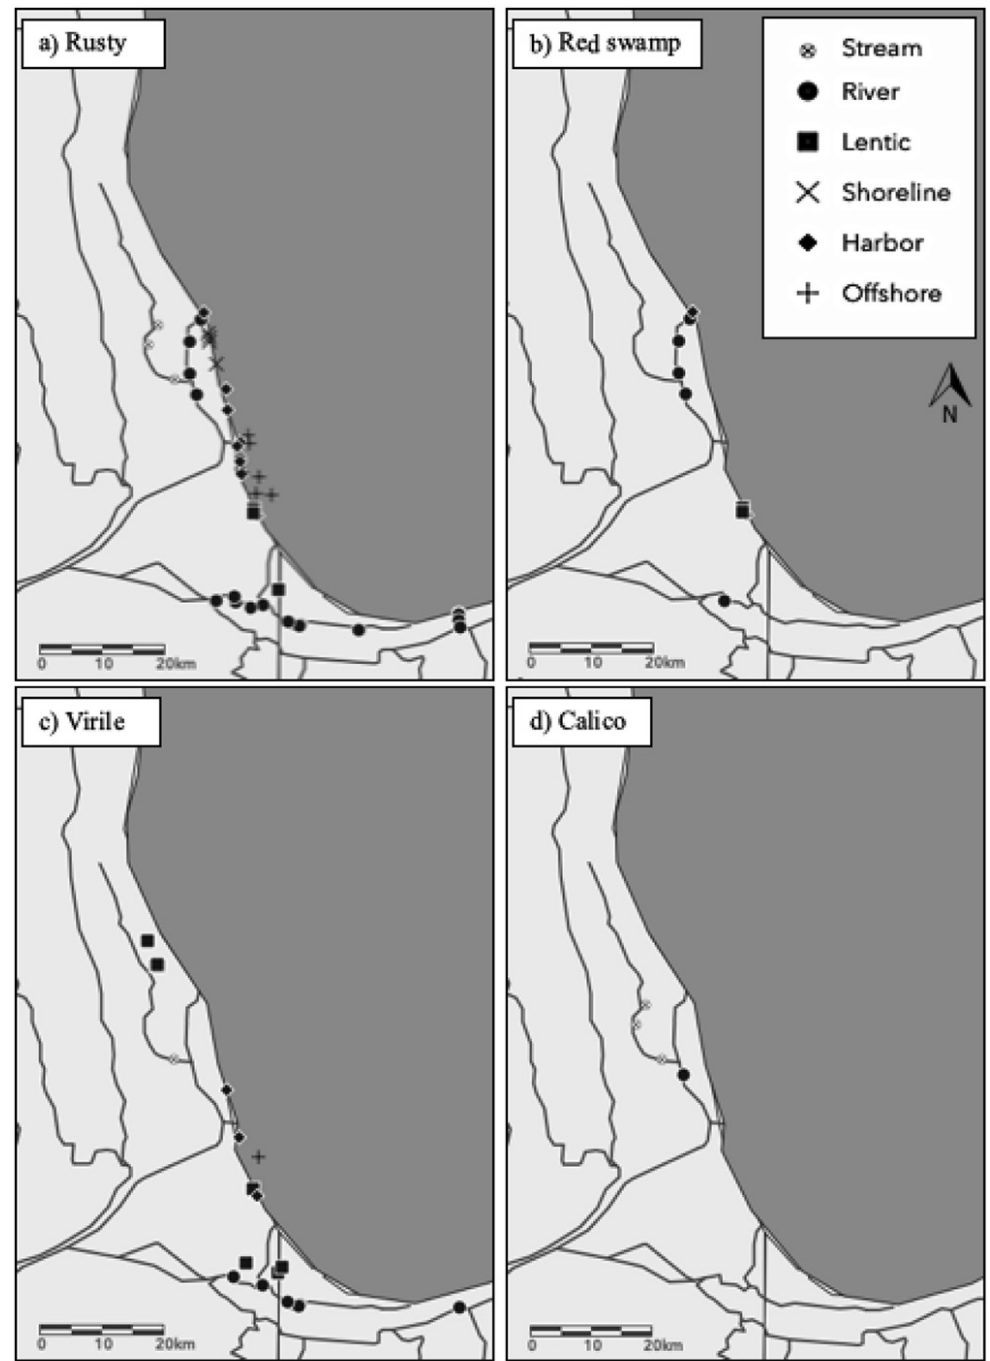 a) Rusty
b) Red swamp
Stream
River
Lentic
Shoreline
Harbor
Offshore
N
0 10 20km
0 10 20km
c) Virile
d) Calico
0 10 20km
0 10 20km